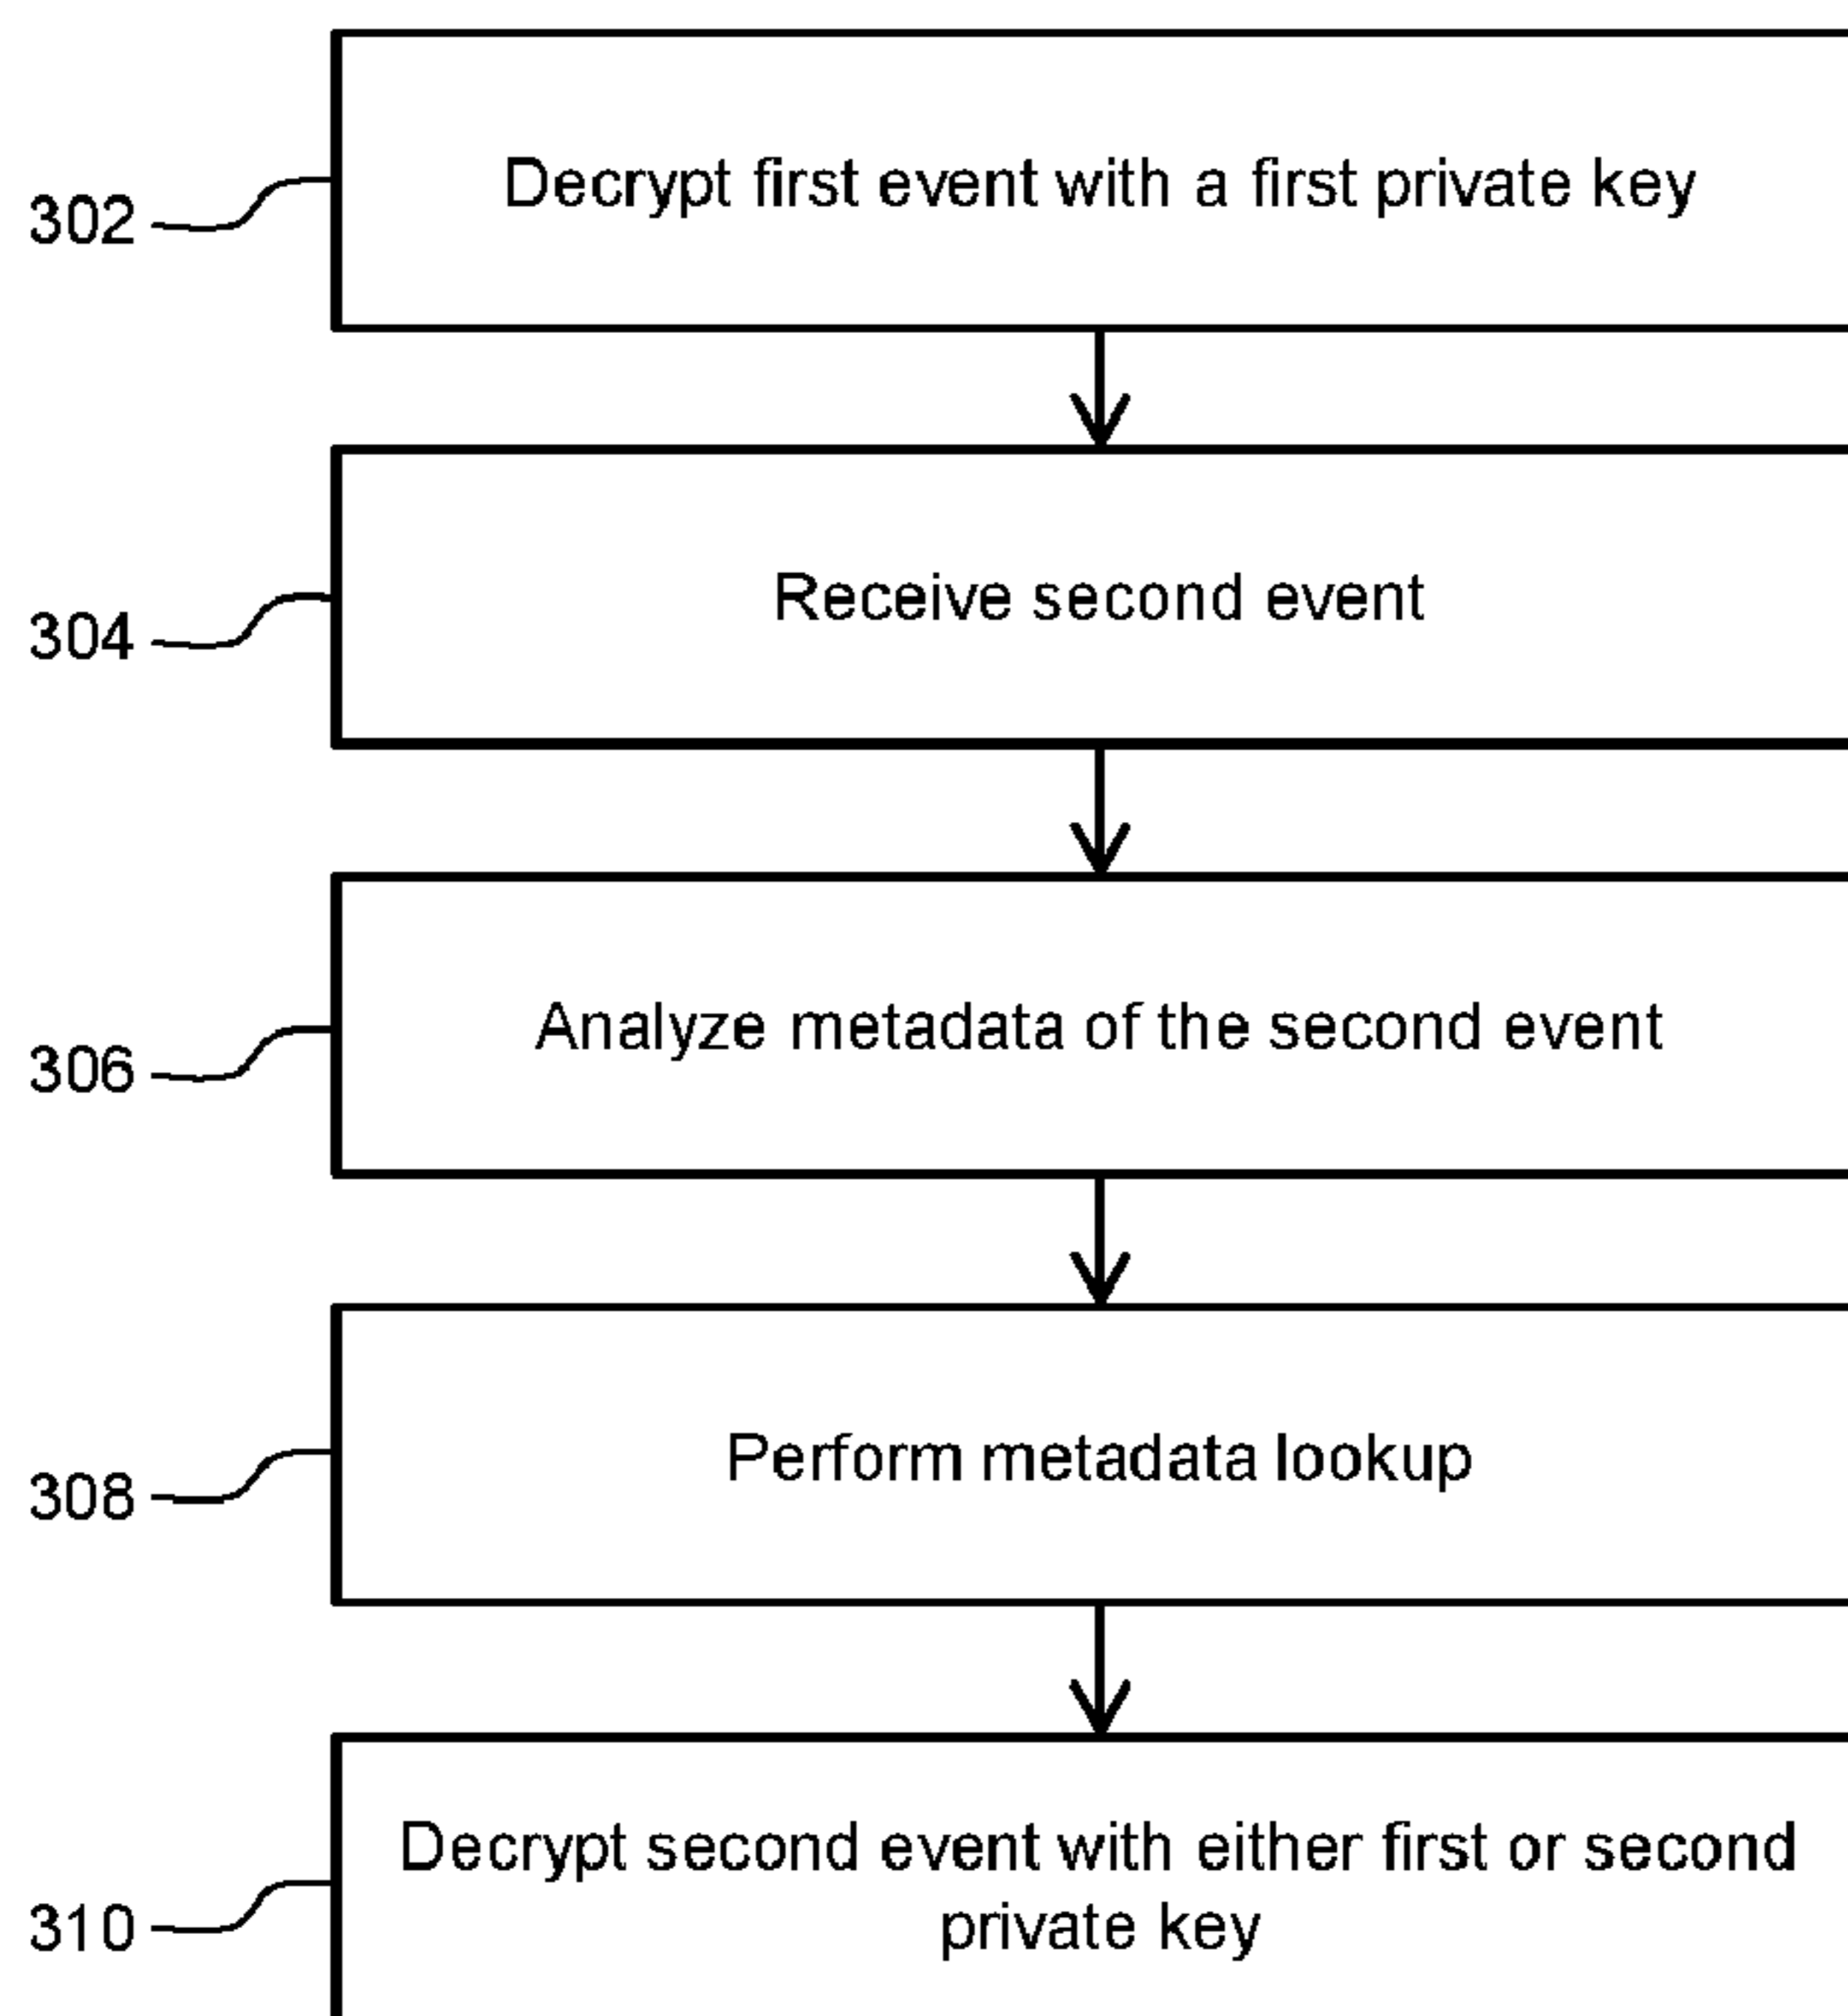 302
Decrypt first event with a first private key
304
Receive second event
306
Analyze metadata of the second event
308
Perform metadata lookup
310
Decrypt second event with either first or second
private key